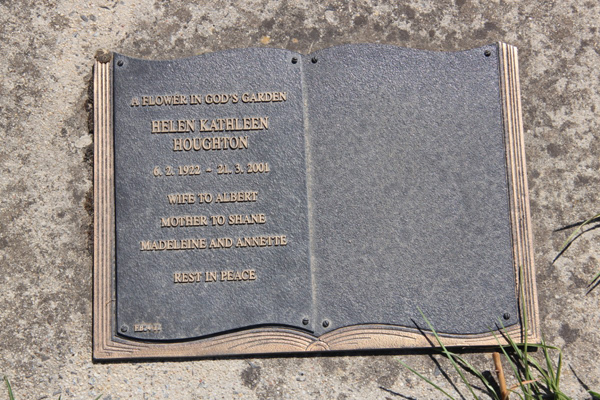 A FLOWER IN GOD'S GARDEN
HELEN KATHLEEN
HOUGHTON
6. 2. 1922 - 21. 3. 2001
WIFE TO ALBERT
MOTHER TO SHANE
MADELEINE AND ANNETTE
REST IN PEACE